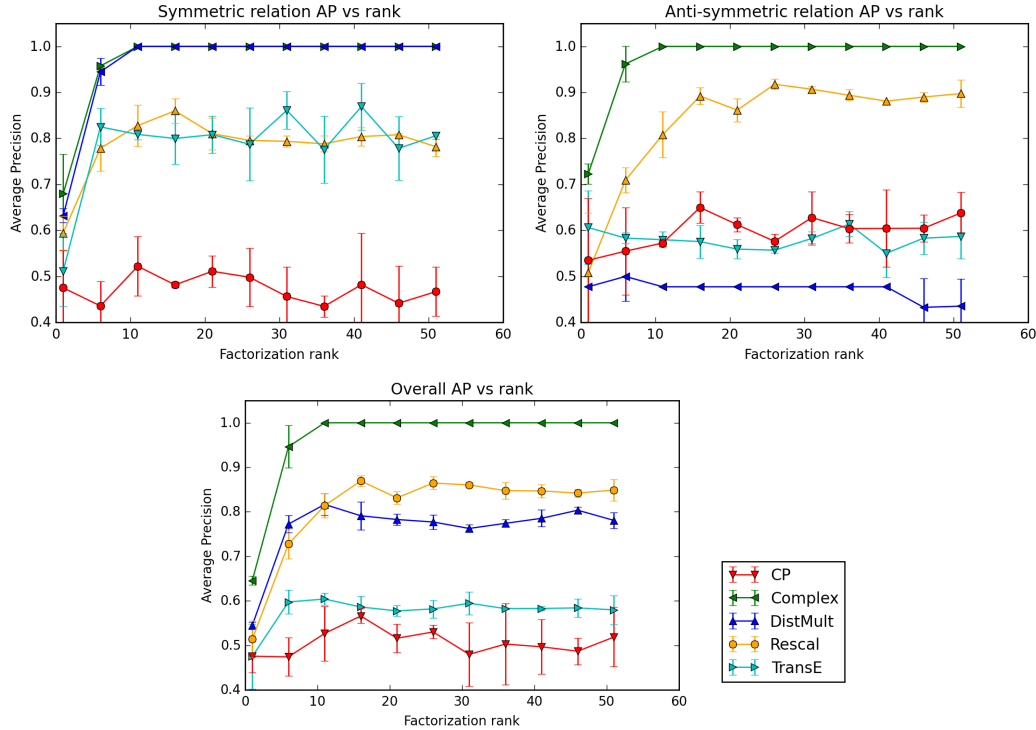 Symmetric relation AP vs rank
1.0
0.9
0.8
0.7
0.6
0.5
0.4
Average Precision
0 10 20 30 40 50 60
Factorization rank
Anti-symmetric relation AP vs rank
1.0
0.9
0.8
0.7
0.6
0.5
0.4
Average Precision
0 10 20 30 40 50 60
Factorization rank
Overall AP vs rank
1.0
0.9
0.8
0.7
0.6
0.5
0.4
Average Precision
0 10 20 30 40 50 60
Factorization rank
CP
Complex
DistMult
Rescal
TransE